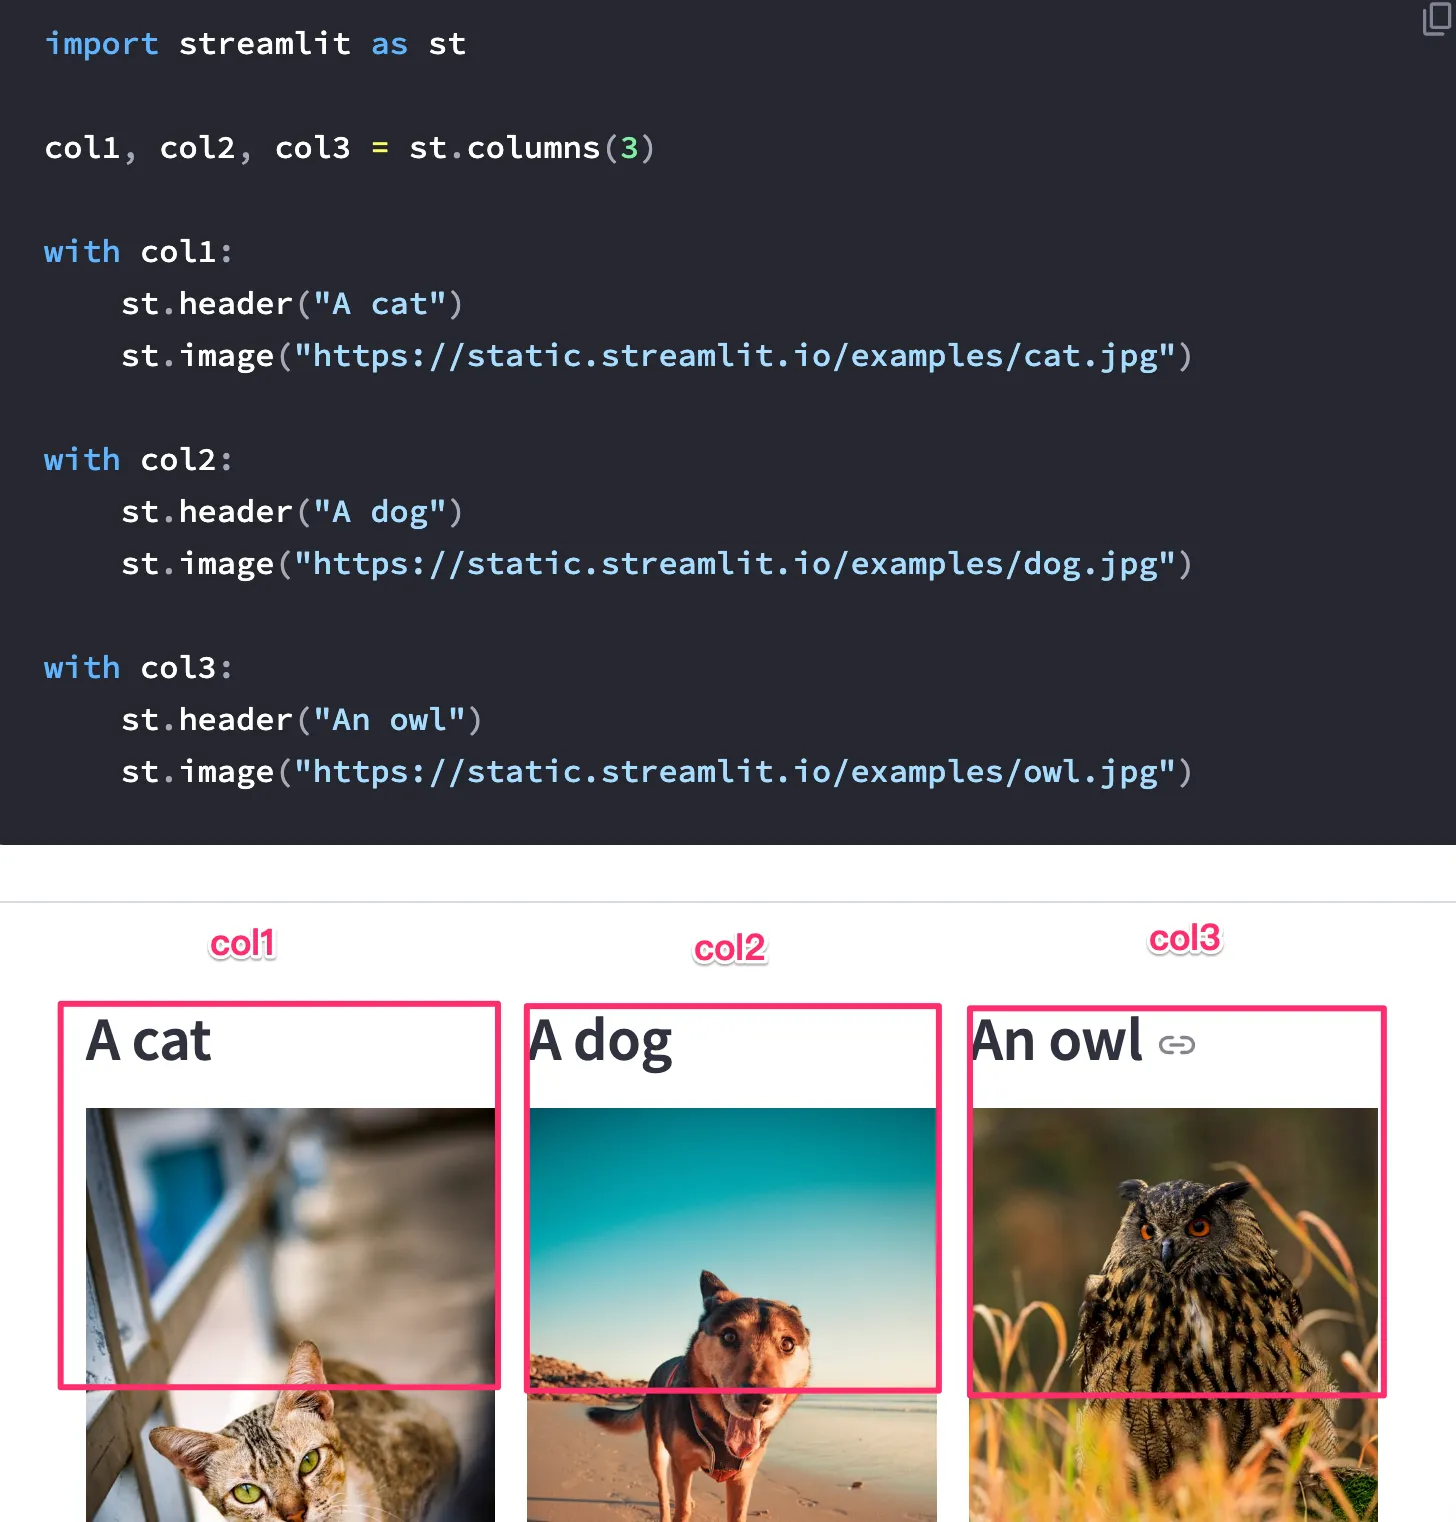 import streamlit as st
col1, col2, col3 = st.columns(3)
with col1:
    st.header("A cat")
    st.image("https://static.streamlit.io/examples/cat.jpg")
with col2:
    st.header("A dog")
    st.image("https://static.streamlit.io/examples/dog.jpg")
with col3:
    st.header("An owl")
    st.image("https://static.streamlit.io/examples/owl.jpg")
col1
col2
col3
A cat
A dog
An owl